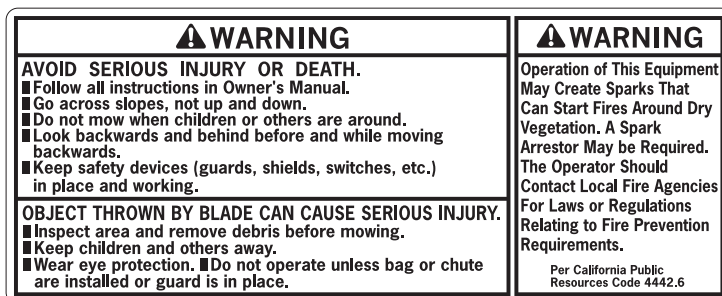 ⚠WARNING
AVOID SERIOUS INJURY OR DEATH.
■Follow all instructions in Owner's Manual.
■Go across slopes, not up and down.
■Do not mow when children or others are around.
■Look backwards and behind before and while moving
backwards.
■Keep safety devices (guards, shields, switches, etc.)
in place and working.
OBJECT THROWN BY BLADE CAN CAUSE SERIOUS INJURY.
■Inspect area and remove debris before mowing.
■Keep children and others away.
■Wear eye protection. ■Do not operate unless bag or chute
are installed or guard is in place.
⚠WARNING
Operation of This Equipment
May Create Sparks That
Can Start Fires Around Dry
Vegetation. A Spark
Arrestor May be Required.
The Operator Should
Contact Local Fire Agencies
For Laws or Regulations
Relating to Fire Prevention
Requirements.
Per California Public
Resources Code 4442.6